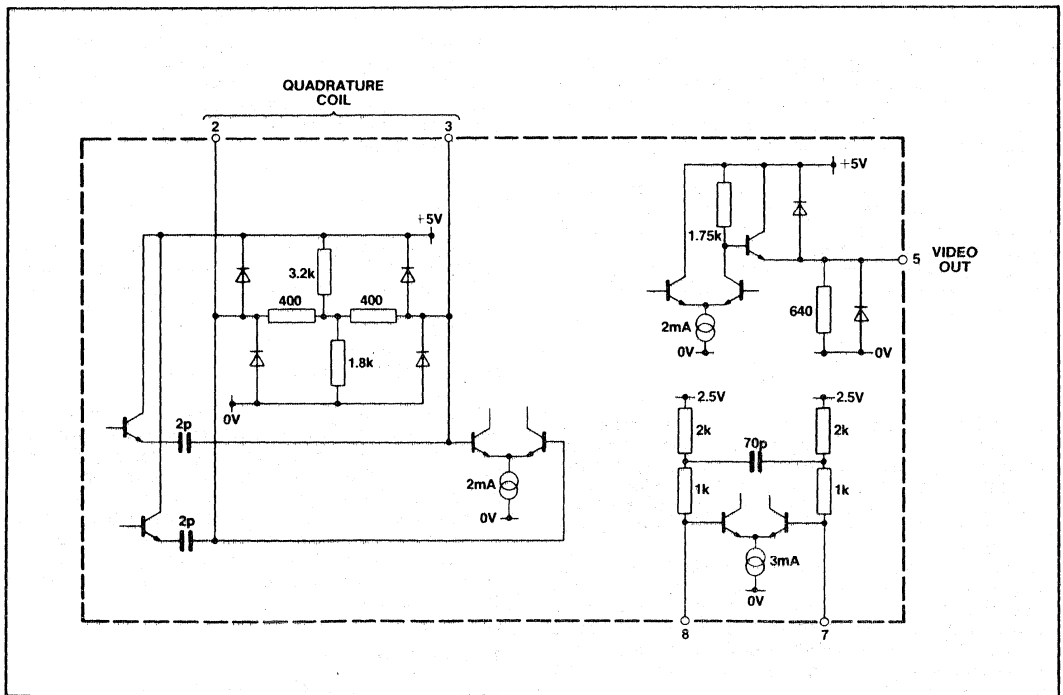 QUADRATURE
COIL
2
3
+5V
3.2k
400
400
1.8k
0V
2p
2p
2mA
0V
+5V
1.75k
5 VIDEO
OUT
640
2mA
0V
0V
2.5V
2.5V
2k
70p
2k
1k
1k
3mA
0V
8
7